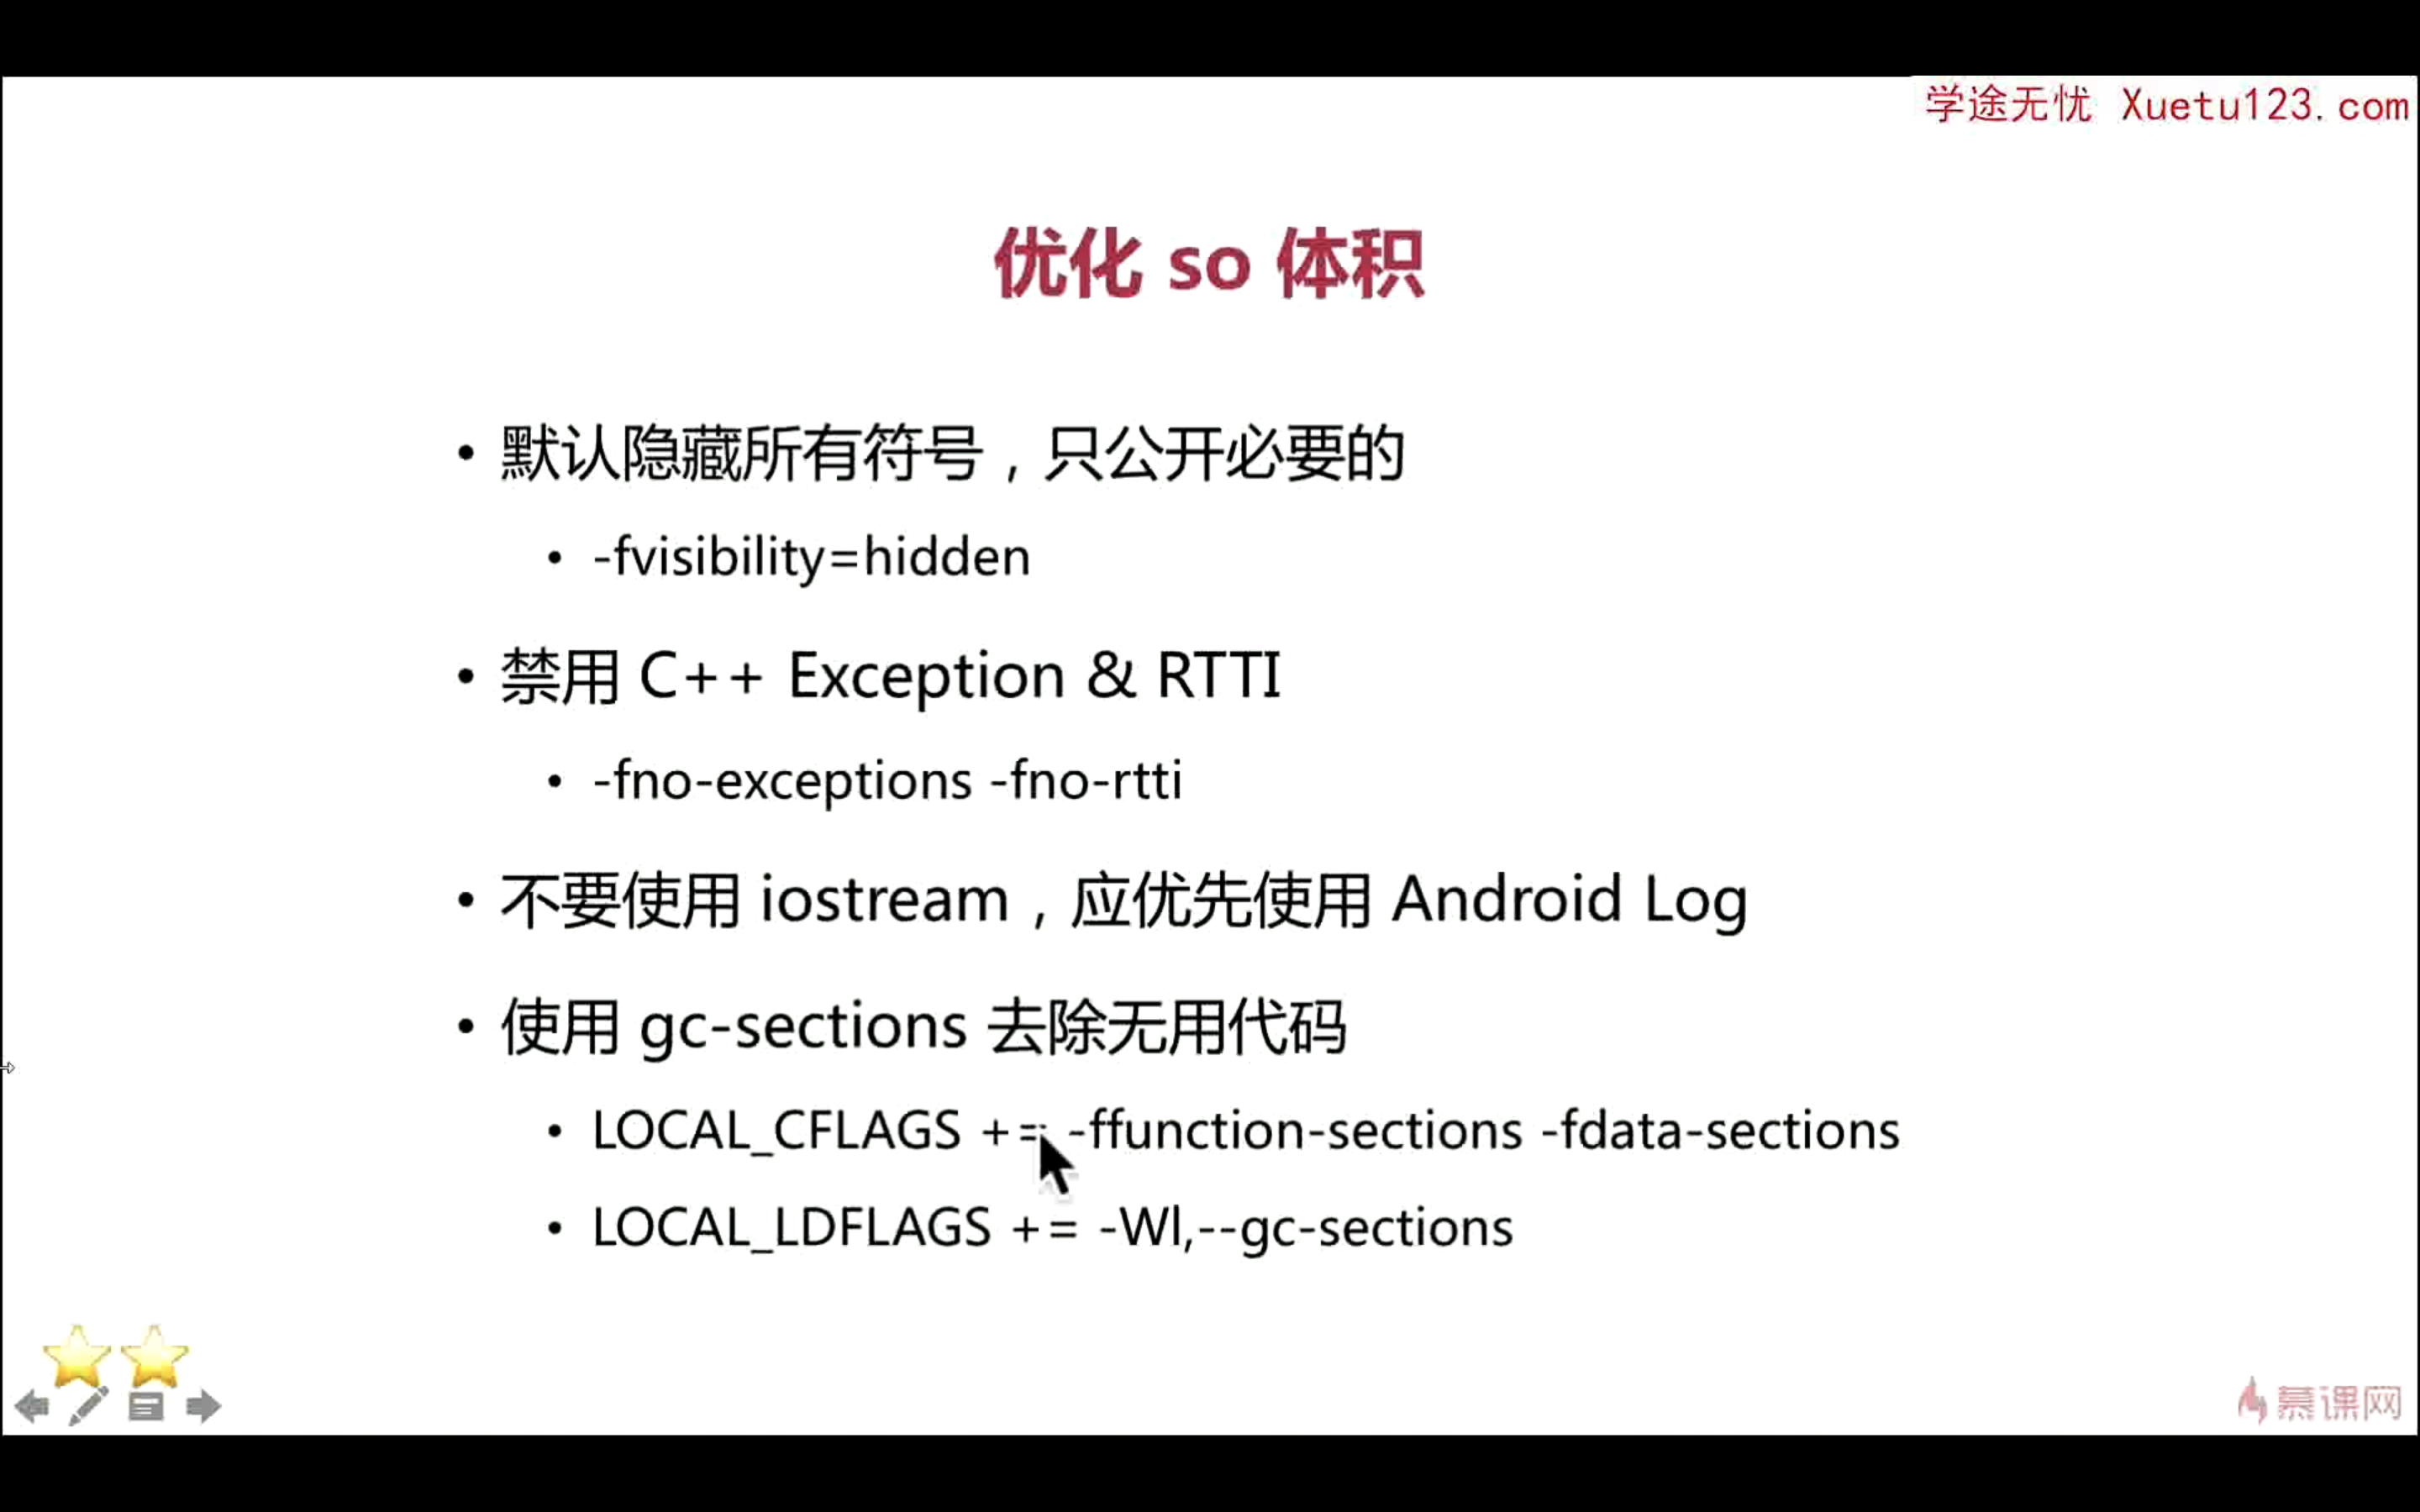 学途无忧 Xuetu123.com
优化 so 体积
• 默认隐藏所有符号，只公开必要的
• -fvisibility=hidden
• 禁用 C++ Exception & RTTI
• -fno-exceptions -fno-rtti
• 不要使用 iostream，应优先使用 Android Log
• 使用 gc-sections 去除无用代码
• LOCAL_CFLAGS += -ffunction-sections -fdata-sections
• LOCAL_LDFLAGS += -Wl,--gc-sections
慕课网